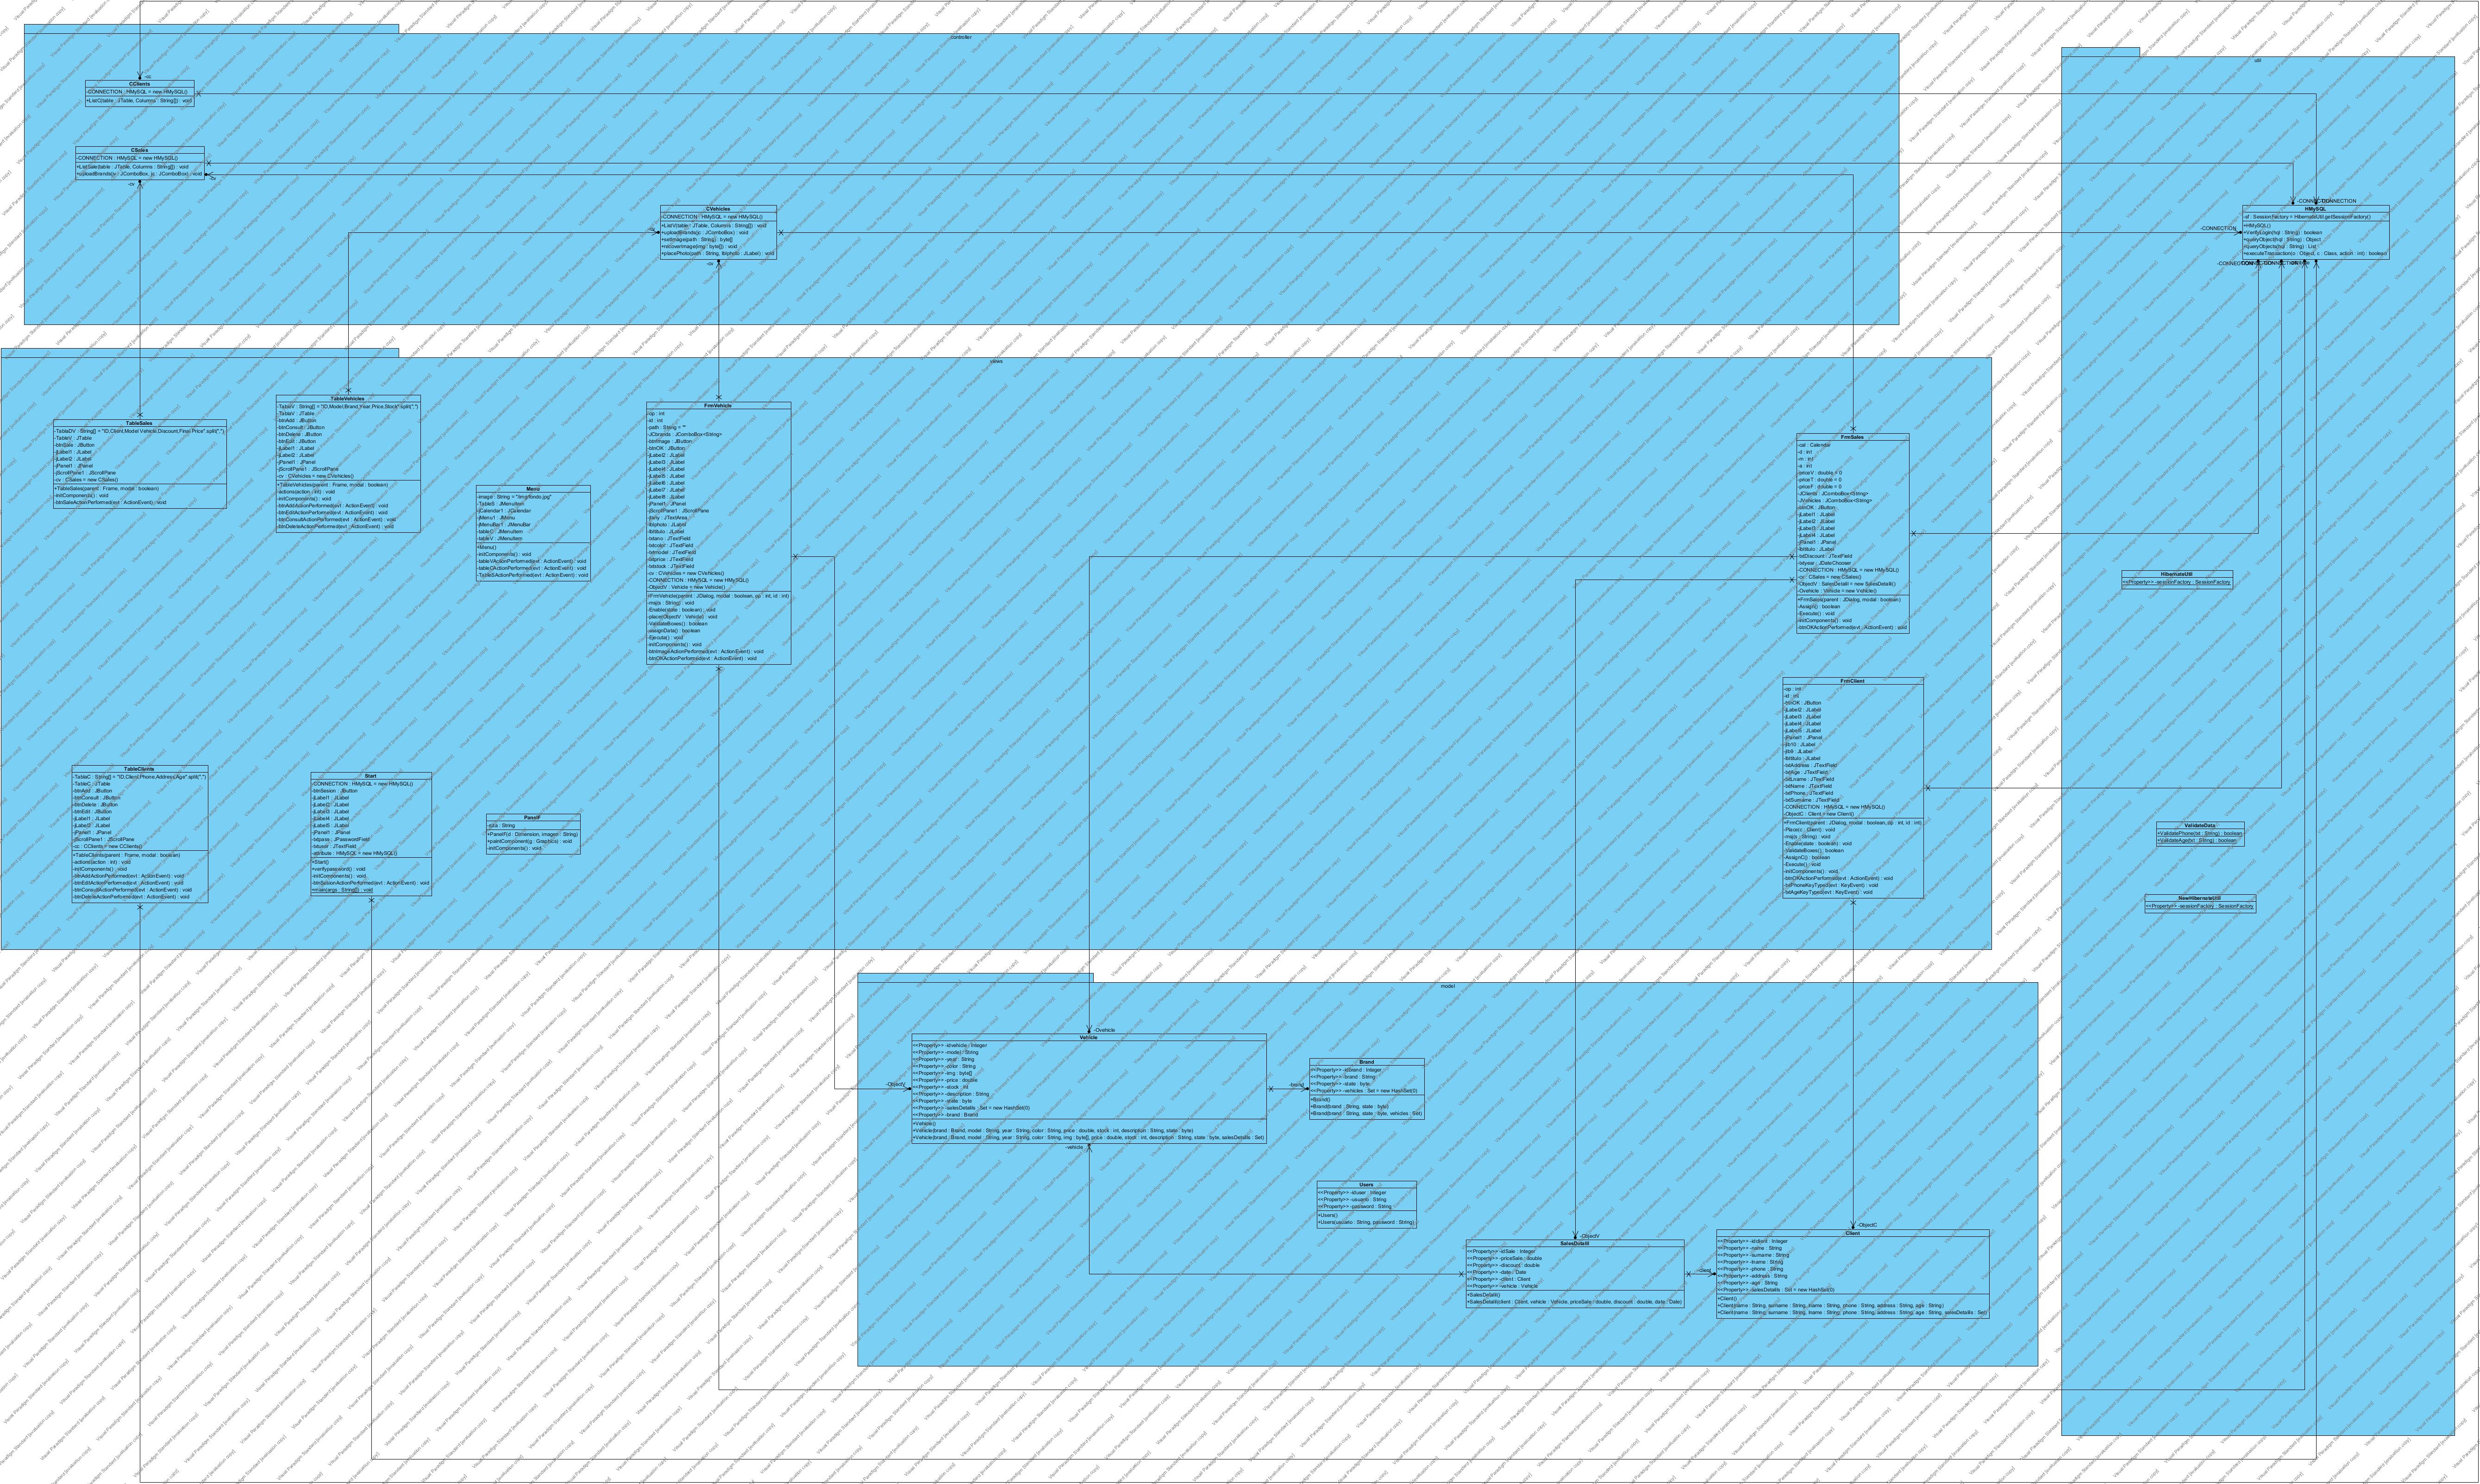 controller
-cc
CClients
-CONNECTION : HMySQL = new HMySQL()
+ListC(table : JTable, Columns : String[]) : void
CSales
-CONNECTION : HMySQL = new HMySQL()
+ListSale(table : JTable, Columns : String[]) : void
+uploadBrands(v : JComboBox, jc : JComboBox) : void
-cv
-cv
CVehicles
-CONNECTION : HMySQL = new HMySQL()
+ListV(table : JTable, Columns : String[]) : void
+uploadBrands(jc : JComboBox) : void
+setImage(path : String) : byte[]
+recoverImage(img : byte[]) : void
+placePhoto(path : String, lblphoto : JLabel) : void
-cv
-cv
util
-CONNECTION
HMySQL
-sf : SessionFactory = HibernateUtil.getSessionFactory()
+HMySQL()
+VerifyLogin(hql : String) : boolean
+queryObject(hql : String) : Object
+queryObjects(hql : String) : List
+executeTransaction(o : Object, c : Class, action : int) : boolean
-CONNECTION
HibernateUtil
<<Property>> -sessionFactory : SessionFactory
ValidateData
+ValidatePhone(txt : String) : boolean
+ValidateAge(txt : String) : boolean
NewHibernateUtil
<<Property>> -sessionFactory : SessionFactory
views
TableSales
-TableDV : String[] = "ID,Client,Model Vehicle,Discount,Final Price".split(",")
-TableV : JTable
-btnSale : JButton
-jLabel1 : JLabel
-jLabel2 : JLabel
-jPanel1 : JPanel
-jScrollPane1 : JScrollPane
-cv : CSales = new CSales()
+TableSales(parent : Frame, modal : boolean)
-initComponents() : void
-btnSaleActionPerformed(evt : ActionEvent) : void
TableVehicles
-TableV : String[] = "ID,Model,Brand,Year,Price,Stock".split(",")
-TableV : JTable
-btnAdd : JButton
-btnConsult : JButton
-btnDelete : JButton
-btnEdit : JButton
-jLabel1 : JLabel
-jLabel2 : JLabel
-jPanel1 : JPanel
-jScrollPane1 : JScrollPane
-cv : CVehicles = new CVehicles()
+TableVehicles(parent : Frame, modal : boolean)
-actions(action : int) : void
-initComponents() : void
-btnAddActionPerformed(evt : ActionEvent) : void
-btnEditActionPerformed(evt : ActionEvent) : void
-btnConsultActionPerformed(evt : ActionEvent) : void
-btnDeleteActionPerformed(evt : ActionEvent) : void
Menu
-image : String = "/img/fondo.jpg"
-TableS : JMenuItem
-jCalendar1 : JCalendar
-jMenu1 : JMenu
-jMenuBar1 : JMenuBar
-tableC : JMenuItem
-tableV : JMenuItem
+Menu()
-initComponents() : void
-tableVActionPerformed(evt : ActionEvent) : void
-tableCActionPerformed(evt : ActionEvent) : void
-TableSActionPerformed(evt : ActionEvent) : void
FrmVehicle
-op : int
-id : int
-path : String = ""
-JCbrands : JComboBox<String>
-btnImage : JButton
-btnOK : JButton
-jLabel2 : JLabel
-jLabel3 : JLabel
-jLabel4 : JLabel
-jLabel5 : JLabel
-jLabel6 : JLabel
-jLabel7 : JLabel
-jLabel8 : JLabel
-jPanel1 : JPanel
-jScrollPane1 : JScrollPane
-lblphoto : JLabel
-lbltitulo : JLabel
-txtano : JTextField
-txtcolor : JTextField
-txtmodel : JTextField
-txtprice : JTextField
-txtstock : JTextField
-cv : CVehicles = new CVehicles()
-CONNECTION : HMySQL = new HMySQL()
-ObjectV : Vehicle = new Vehicle()
+FrmVehicle(parent : JDialog, modal : boolean, op : int, id : int)
-msj(x : String) : void
-Enable(state : boolean) : void
-place(ObjectV : Vehicle) : void
-ValidateBoxes() : boolean
-assignData() : boolean
-Execute() : void
-initComponents() : void
-btnImageActionPerformed(evt : ActionEvent) : void
-btnOKActionPerformed(evt : ActionEvent) : void
FrmSales
-cal : Calendar
-d : int
-m : int
-a : int
-priceV : double = 0
-priceT : double = 0
-priceF : double = 0
-JClients : JComboBox<String>
-JVehicles : JComboBox<String>
-btnOK : JButton
-jLabel1 : JLabel
-jLabel2 : JLabel
-jLabel3 : JLabel
-jLabel4 : JLabel
-jPanel1 : JPanel
-lbltitulo : JLabel
-txtDiscount : JTextField
-txtyear : JDateChooser
-CONNECTION : HMySQL = new HMySQL()
-cv : CSales = new CSales()
-ObjectV : SalesDetaill = new SalesDetaill()
-Ovehicle : Vehicle = new Vehicle()
+FrmSales(parent : JDialog, modal : boolean)
-Assign() : boolean
-Execute() : void
-initComponents() : void
-btnOKActionPerformed(evt : ActionEvent) : void
FrmClient
-op : int
-id : int
-btnOK : JButton
-jLabel2 : JLabel
-jLabel3 : JLabel
-jLabel4 : JLabel
-jLabel5 : JLabel
-jPanel1 : JPanel
-jlb10 : JLabel
-jlb9 : JLabel
-lbltitulo : JLabel
-txtAddress : JTextField
-txtAge : JTextField
-txtLname : JTextField
-txtName : JTextField
-txtPhone : JTextField
-txtSurname : JTextField
-CONNECTION : HMySQL = new HMySQL()
-ObjectC : Client = new Client()
+FrmClient(parent : JDialog, modal : boolean, op : int, id : int)
-Place(c : Client) : void
-msj(x : String) : void
-Enable(state : boolean) : void
-ValidateBoxes() : boolean
-AssignC() : boolean
-Execute() : void
-initComponents() : void
-btnOKActionPerformed(evt : ActionEvent) : void
-txtPhoneKeyTyped(evt : KeyEvent) : void
-txtAgeKeyTyped(evt : KeyEvent) : void
TableClients
-TableC : String[] = "ID,Client,Phone,Address,Age".split(",")
-TableC : JTable
-btnAdd : JButton
-btnConsult : JButton
-btnDelete : JButton
-btnEdit : JButton
-jLabel1 : JLabel
-jLabel2 : JLabel
-jPanel1 : JPanel
-jScrollPane1 : JScrollPane
-cc : CClients = new CClients()
+TableClients(parent : Frame, modal : boolean)
-actions(action : int) : void
-initComponents() : void
-btnAddActionPerformed(evt : ActionEvent) : void
-btnEditActionPerformed(evt : ActionEvent) : void
-btnConsultActionPerformed(evt : ActionEvent) : void
-btnDeleteActionPerformed(evt : ActionEvent) : void
Start
-CONNECTION : HMySQL = new HMySQL()
-btnSesion : JButton
-jLabel1 : JLabel
-jLabel2 : JLabel
-jLabel3 : JLabel
-jLabel4 : JLabel
-jLabel5 : JLabel
-jPanel1 : JPanel
-txtpass : JPasswordField
-txtuser : JTextField
-attribute : HMySQL = new HMySQL()
+Start()
+verifypassword() : void
-initComponents() : void
-btnSesionActionPerformed(evt : ActionEvent) : void
+main(args : String[]) : void
PanelF
-ruta : String
+PanelF(d : Dimension, images : String)
+paintComponent(g : Graphics) : void
-initComponents() : void
model
-Ovehicle
-ObjectV
Vehicle
<<Property>> -idvehicle : Integer
<<Property>> -model : String
<<Property>> -year : String
<<Property>> -color : String
<<Property>> -img : byte[]
<<Property>> -price : double
<<Property>> -stock : int
<<Property>> -description : String
<<Property>> -state : byte
<<Property>> -salesDetaills : Set = new HashSet(0)
<<Property>> -brand : Brand
+Vehicle()
+Vehicle(brand : Brand, model : String, year : String, color : String, price : double, stock : int, description : String, state : byte)
+Vehicle(brand : Brand, model : String, year : String, color : String, img : byte[], price : double, stock : int, description : String, state : byte, salesDetaills : Set)
-vehicle
-brand
Brand
<<Property>> -idbrand : Integer
<<Property>> -brand : String
<<Property>> -state : byte
<<Property>> -vehicles : Set = new HashSet(0)
+Brand()
+Brand(brand : String, state : byte)
+Brand(brand : String, state : byte, vehicles : Set)
Users
<<Property>> -iduser : Integer
<<Property>> -usuario : String
<<Property>> -password : String
+Users()
+Users(usuario : String, password : String)
-ObjectV
SalesDetaill
<<Property>> -idSale : Integer
<<Property>> -priceSale : double
<<Property>> -discount : double
<<Property>> -date : Date
<<Property>> -client : Client
<<Property>> -vehicle : Vehicle
+SalesDetaill()
+SalesDetaill(client : Client, vehicle : Vehicle, priceSale : double, discount : double, date : Date)
-client
-ObjectC
Client
<<Property>> -idclient : Integer
<<Property>> -name : String
<<Property>> -surname : String
<<Property>> -lname : String
<<Property>> -phone : String
<<Property>> -address : String
<<Property>> -age : String
<<Property>> -salesDetaills : Set = new HashSet(0)
+Client()
+Client(name : String, surname : String, lname : String, phone : String, address : String, age : String)
+Client(name : String, surname : String, lname : String, phone : String, address : String, age : String, salesDetaills : Set)
Visual Paradigm Standard [evaluation copy]